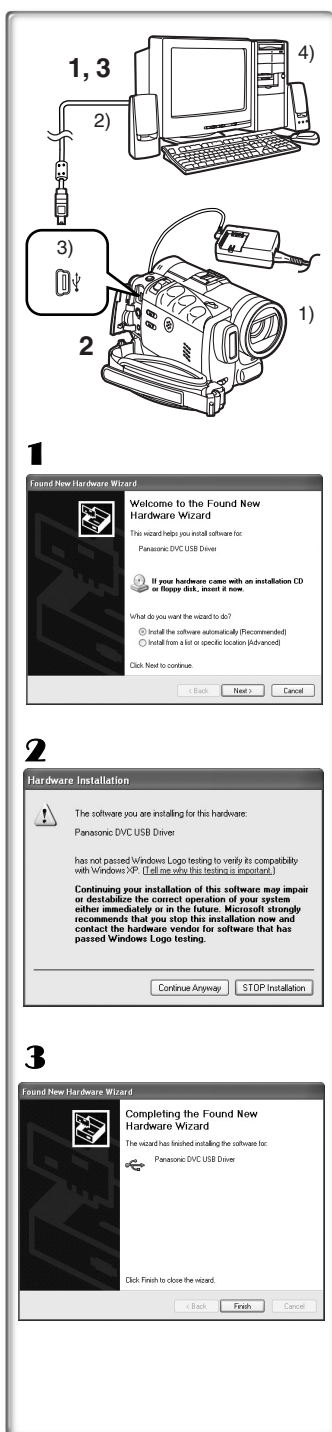 1, 3
4)
2)
3)
2
1)
1
Found New Hardware Wizard
Welcome to the Found New
Hardware Wizard
This wizard helps you install software for:
Panasonic DVC USB Driver
If your hardware came with an installation CD
or floppy disk, insert it now.
What do you want the wizard to do?
Install the software automatically (Recommended)
Install from a list or specific location (Advanced)
Click Next to continue.
< Back
Next >
Cancel
2
Hardware Installation
The software you are installing for this hardware:
Panasonic DVC USB Driver
has not passed Windows Logo testing to verify its compatibility
with Windows XP. (Tell me why this testing is important.)
Continuing your installation of this software may impair
or destabilize the correct operation of your system
either immediately or in the future. Microsoft strongly
recommends that you stop this installation now and
contact the hardware vendor for software that has
passed Windows Logo testing.
Continue Anyway
STOP Installation
3
Found New Hardware Wizard
Completing the Found New
Hardware Wizard
The wizard has finished installing the software for:
Panasonic DVC USB Driver
Click Finish to close the wizard.
< Back
Finish
Cancel